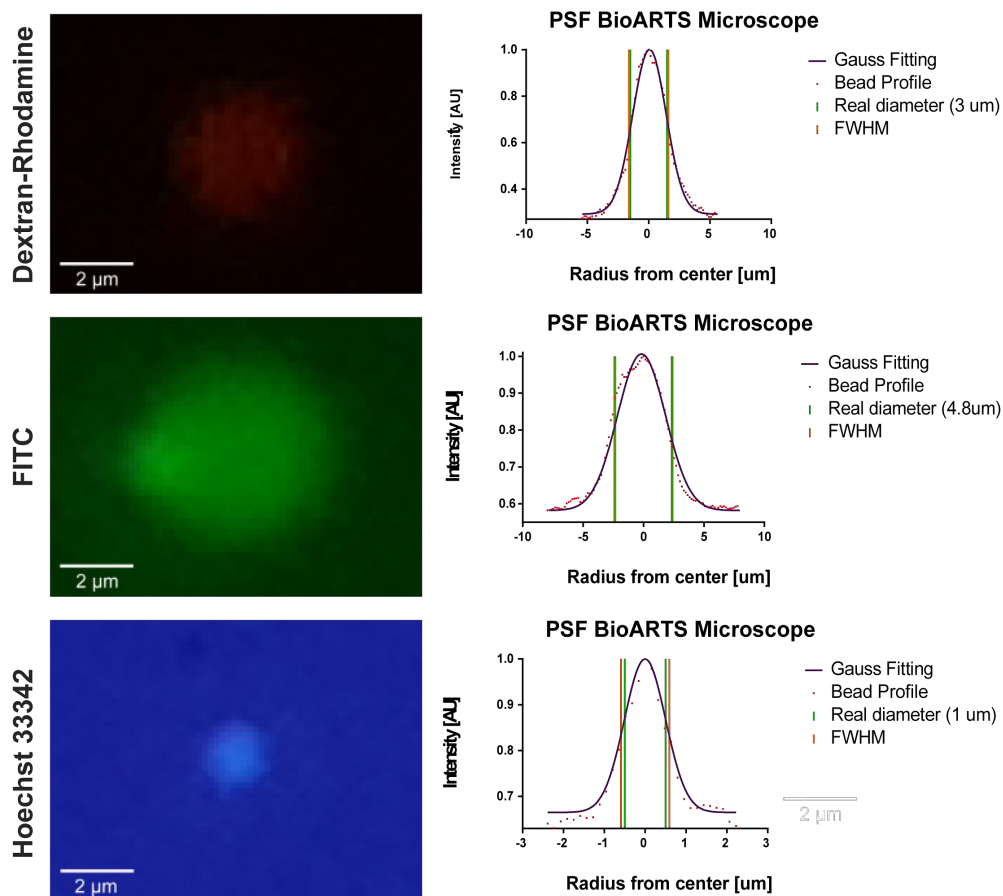 Dextran-Rhodamine
2 µm
PSF BioARTS Microscope
Intensity [AU]
1.0
0.8
0.6
0.4
-10
-5
0
5
10
Radius from center [um]
Gauss Fitting
Bead Profile
Real diameter (3 um)
FWHM
FITC
2 µm
PSF BioARTS Microscope
Intensity [AU]
1.0
0.9
0.8
0.7
0.6
-10
-5
0
5
10
Radius from center [um]
Gauss Fitting
Bead Profile
Real diameter (4.8um)
FWHM
Hoechst 33342
2 µm
PSF BioARTS Microscope
Intensity [AU]
1.0
0.9
0.8
0.7
-3
-2
-1
0
1
2
3
Radius from center [um]
Gauss Fitting
Bead Profile
Real diameter (1 um)
FWHM
2 µm